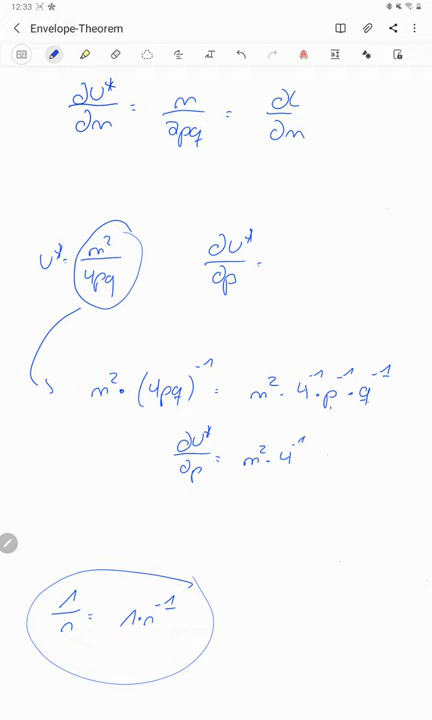 12:33
Envelope-Theorem
∂U*/∂m = m/2pq = ∂L/∂m
U* = m²/4pq ∂U*/∂p =
m² · (4pq)⁻¹ = m² · 4⁻¹ · p⁻¹ · q⁻¹
∂U*/∂p = m² · 4⁻¹
1/n = 1·n⁻¹